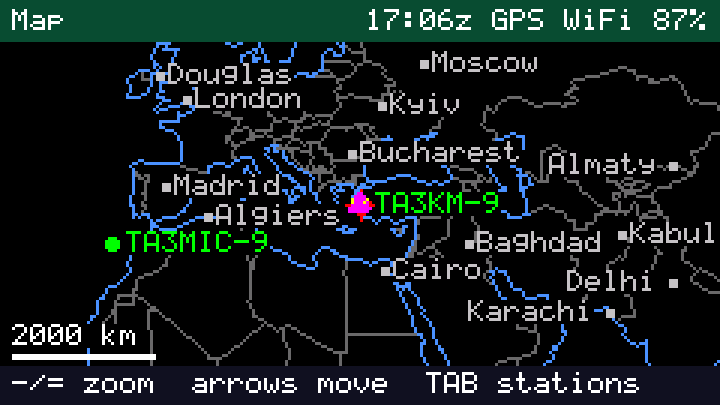 Map 17:06z GPS WiFi 87%
Moscow
Douglas
London
Kyiv
Bucharest
Almaty
Madrid
TA3KM-9
Algiers
Kabul
TA3MIC-9
Baghdad
Cairo
Delhi
Karachi
2000 km
-/= zoom arrows move TAB stations